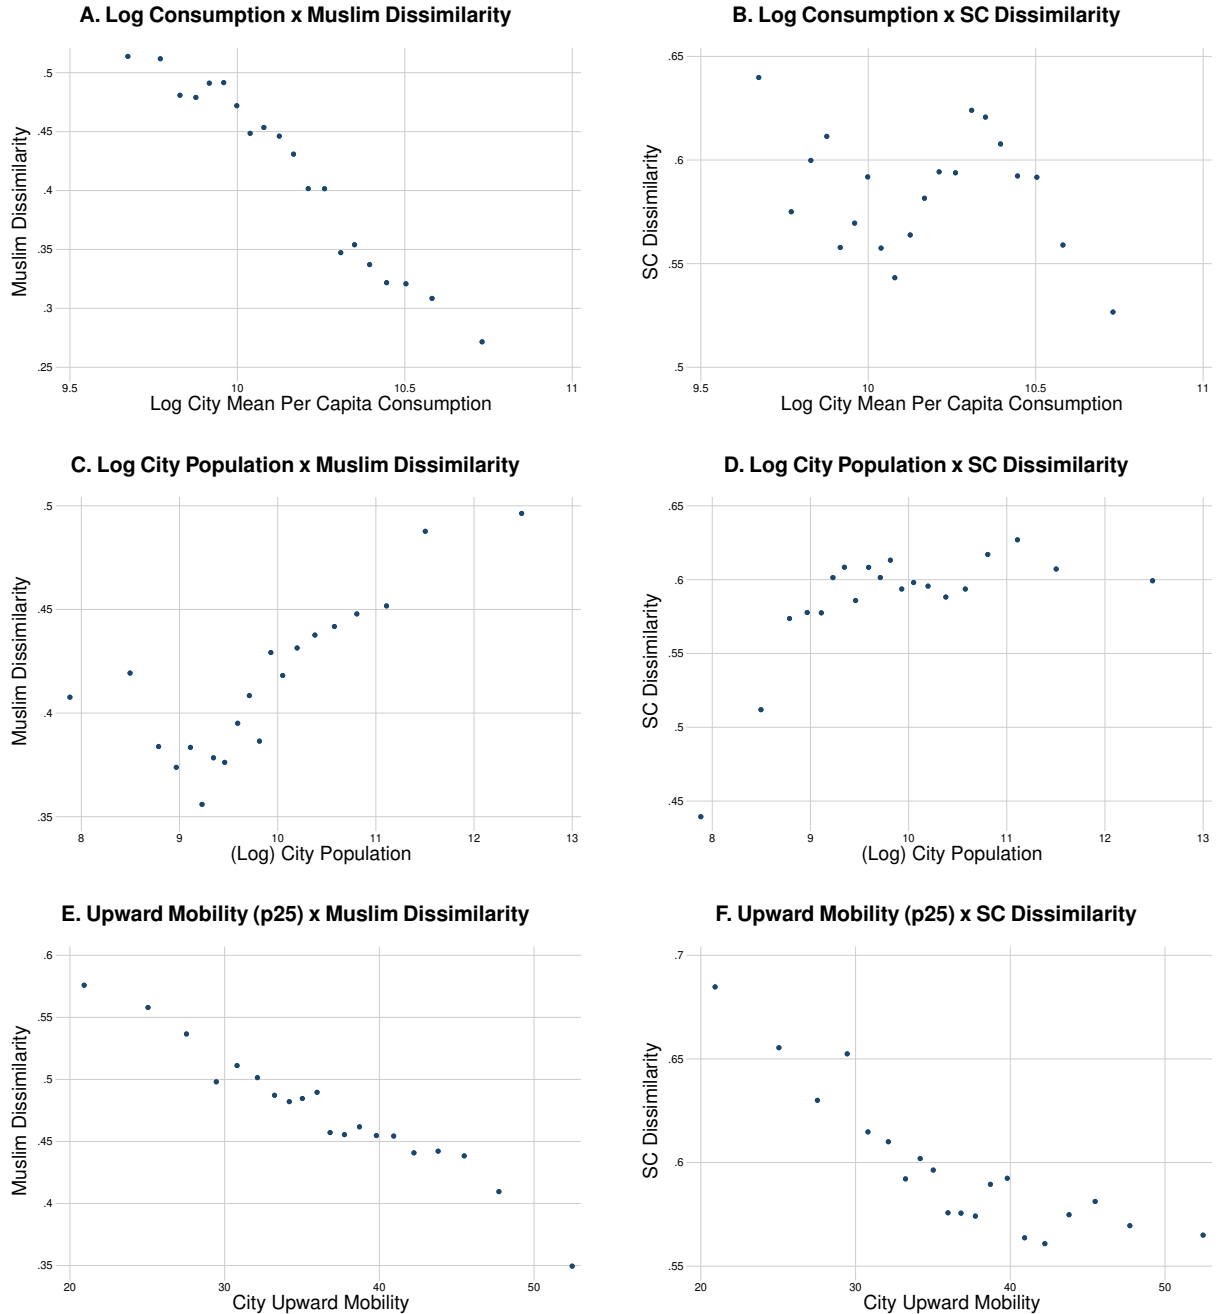 A. Log Consumption x Muslim Dissimilarity
Muslim Dissimilarity
.5
.45
.4
.35
.3
.25
9.5 10 10.5 11
Log City Mean Per Capita Consumption
B. Log Consumption x SC Dissimilarity
SC Dissimilarity
.65
.6
.55
.5
9.5 10 10.5 11
Log City Mean Per Capita Consumption
C. Log City Population x Muslim Dissimilarity
Muslim Dissimilarity
.5
.45
.4
.35
8 9 10 11 12 13
(Log) City Population
D. Log City Population x SC Dissimilarity
SC Dissimilarity
.65
.6
.55
.5
.45
8 9 10 11 12 13
(Log) City Population
E. Upward Mobility (p25) x Muslim Dissimilarity
Muslim Dissimilarity
.6
.55
.5
.45
.4
.35
20 30 40 50
City Upward Mobility
F. Upward Mobility (p25) x SC Dissimilarity
SC Dissimilarity
.7
.65
.6
.55
20 30 40 50
City Upward Mobility